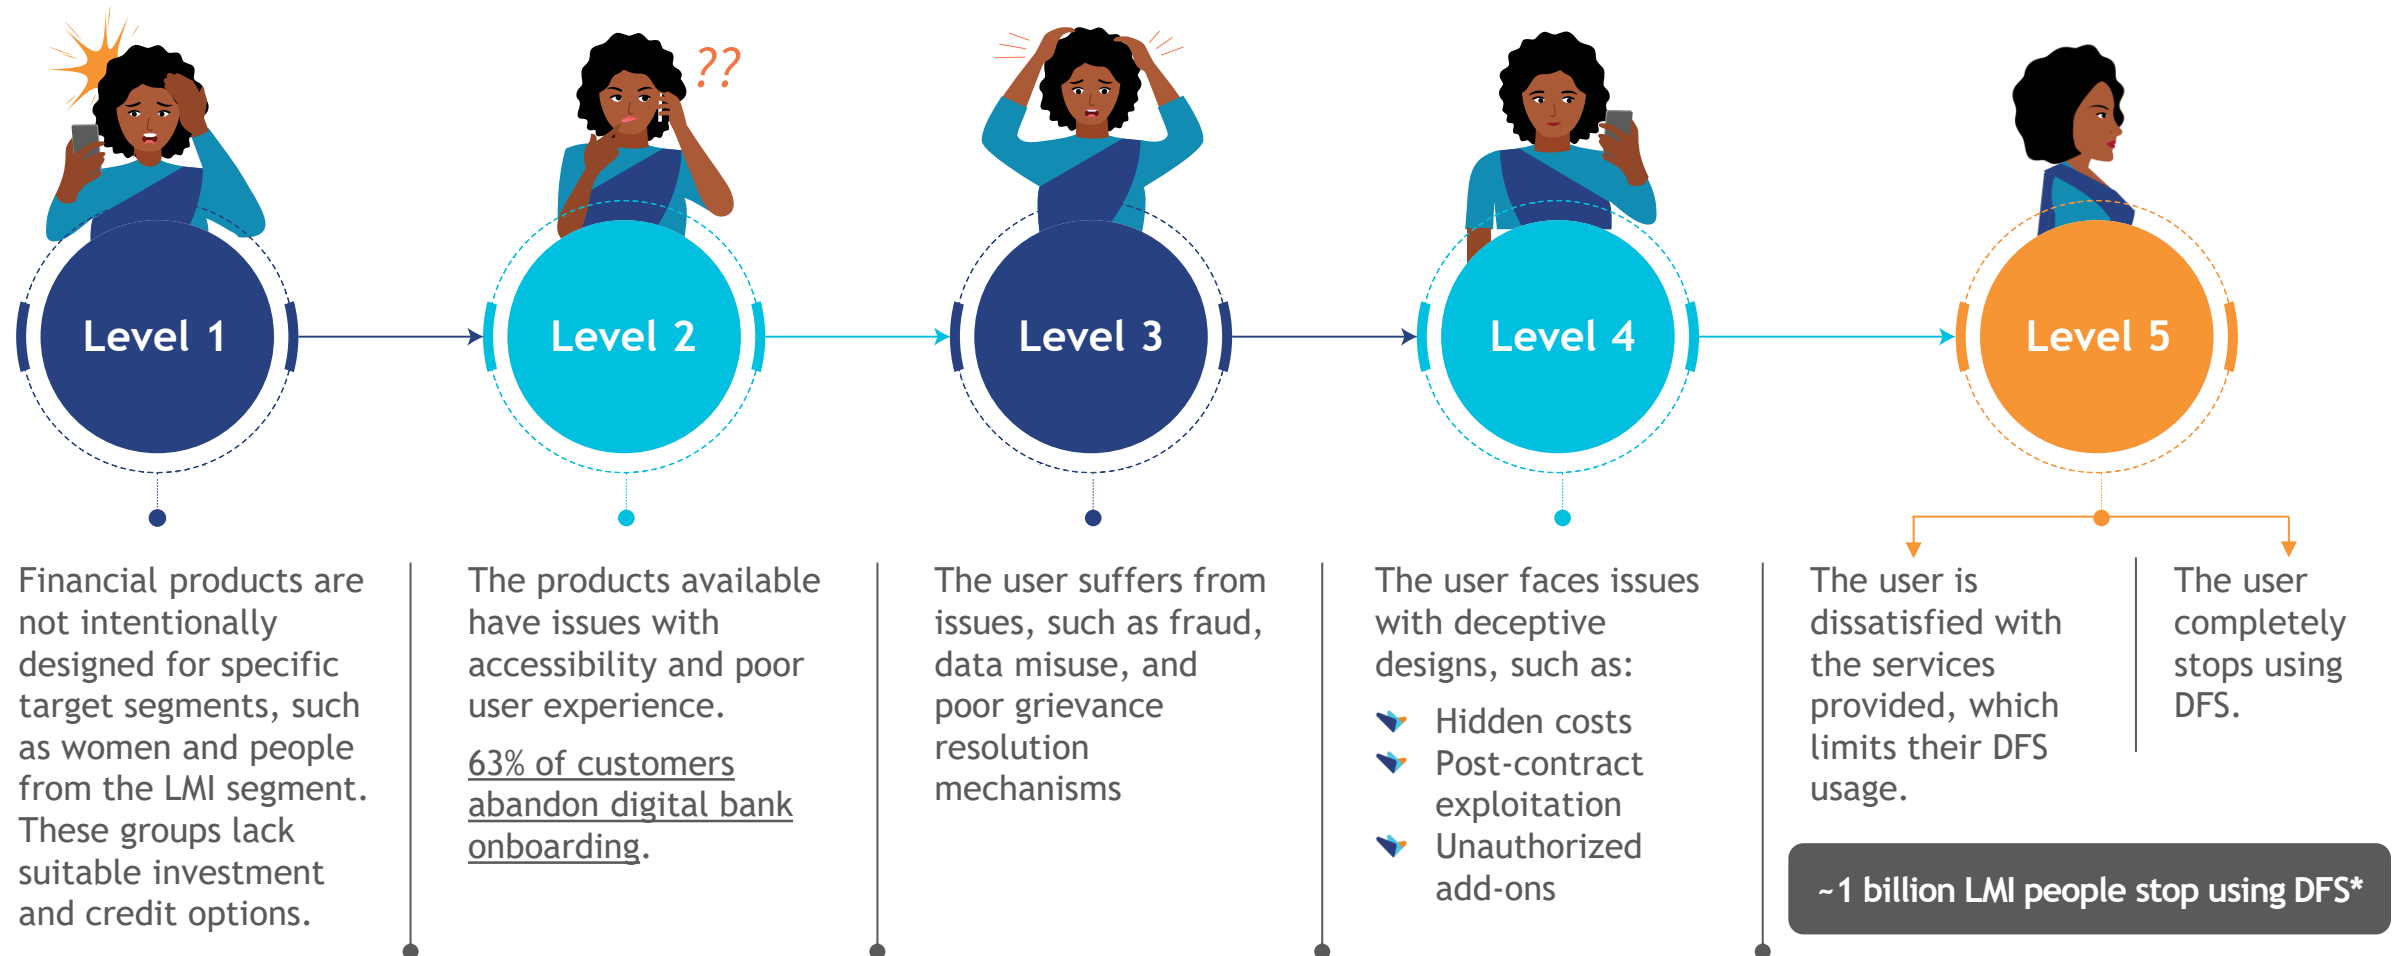 ??
Level 1
Level 2
Level 3
Level 4
Level 5
Financial products are
not intentionally
designed for specific
target segments, such
as women and people
from the LMI segment.
These groups lack
suitable investment
and credit options.
The products available
have issues with
accessibility and poor
user experience.
63% of customers
abandon digital bank
onboarding.
The user suffers from
issues, such as fraud,
data misuse, and
poor grievance
resolution
mechanisms
The user faces issues
with deceptive
designs, such as:
Hidden costs
Post-contract
exploitation
Unauthorized
add-ons
The user is
dissatisfied with
the services
provided, which
limits their DFS
usage.
The user
completely
stops using
DFS.
~1 billion LMI people stop using DFS*